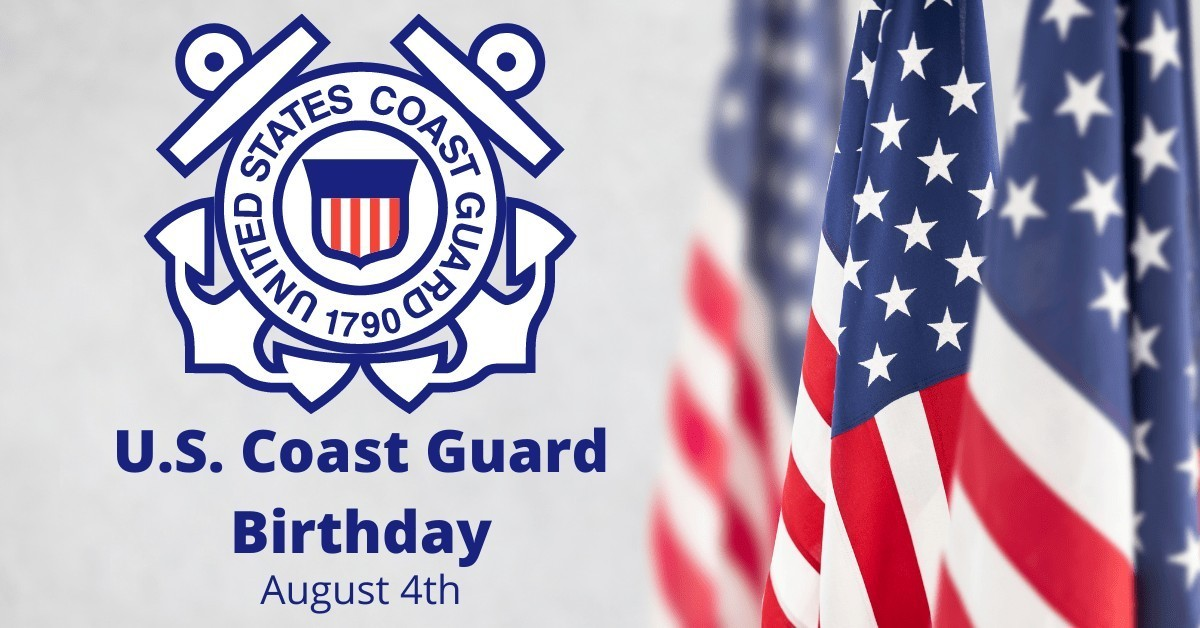 UNITED STATES COAST GUARD
1790
U.S. Coast Guard
Birthday
August 4th